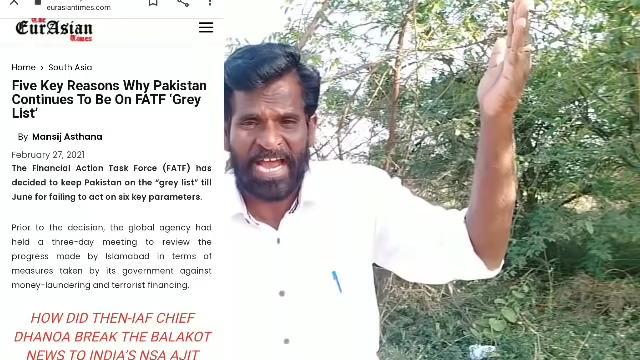 eurasiantimes.com
The
EurAsian
Times
Home > South Asia
Five Key Reasons Why Pakistan
Continues To Be On FATF ‘Grey
List’
By Mansij Asthana
February 27, 2021
The Financial Action Task Force (FATF) has
decided to keep Pakistan on the “grey list” till
June for failing to act on six key parameters.
Prior to the decision, the global agency had
held a three-day meeting to review the
progress made by Islamabad in terms of
measures taken by its government against
money-laundering and terrorist financing.
HOW DID THEN-IAF CHIEF
DHANOA BREAK THE BALAKOT
NEWS TO INDIA’S NSA AJIT